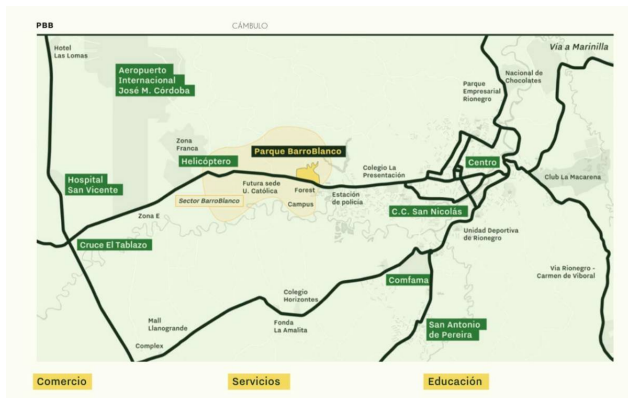 PBB
CÁMBULO
Hotel
Las Lomas
Aeropuerto
Internacional
José M. Córdoba
Vía a Marinilla
Nacional de
Chocolates
Parque
Empresarial
Rionegro
Zona
Franca
Parque BarroBlanco
Helicóptero
Centro
Colegio La
Presentación
Hospital
San Vicente
Futura sede
U. Católica
Forest
Club La Macarena
Sector BarroBlanco
Campus
Estación
de policía
Zona E
C.C. San Nicolás
Cruce El Tablazo
Unidad Deportiva
de Rionegro
Comfama
Vía Rionegro -
Carmen de Viboral
Colegio
Horizontes
Mall
Llanogrande
Fonda
La Amalita
San Antonio
de Pereira
Complex
Comercio
Servicios
Educación